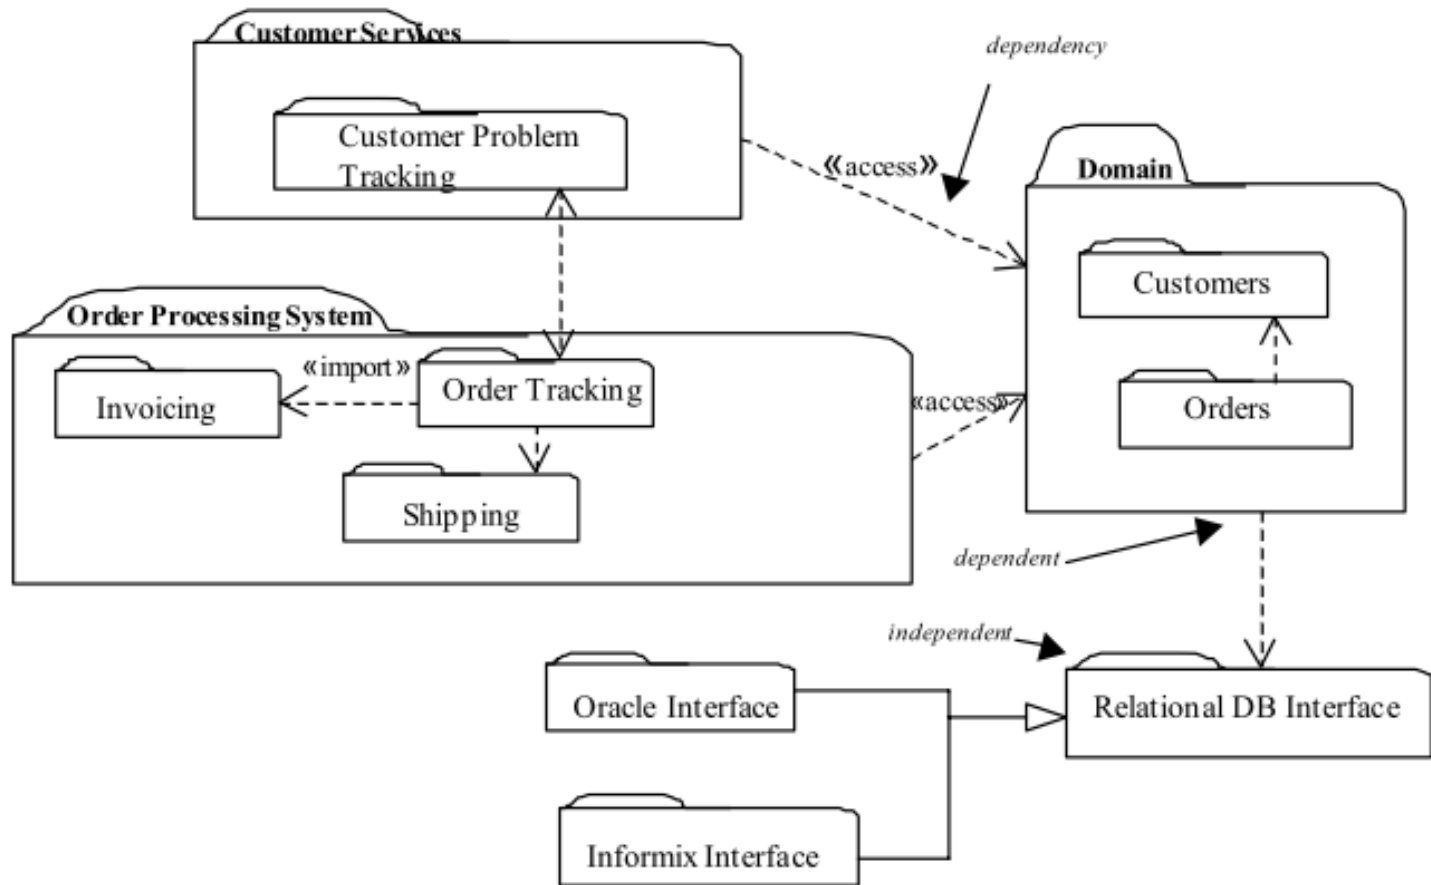 Customer Services
dependency
Customer Problem
Tracking
«access»
Domain
Customers
Order Processing System
«import»
Order Tracking
Invoicing
«access»
Orders
Shipping
dependent
independent
Oracle Interface
Relational DB Interface
Informix Interface